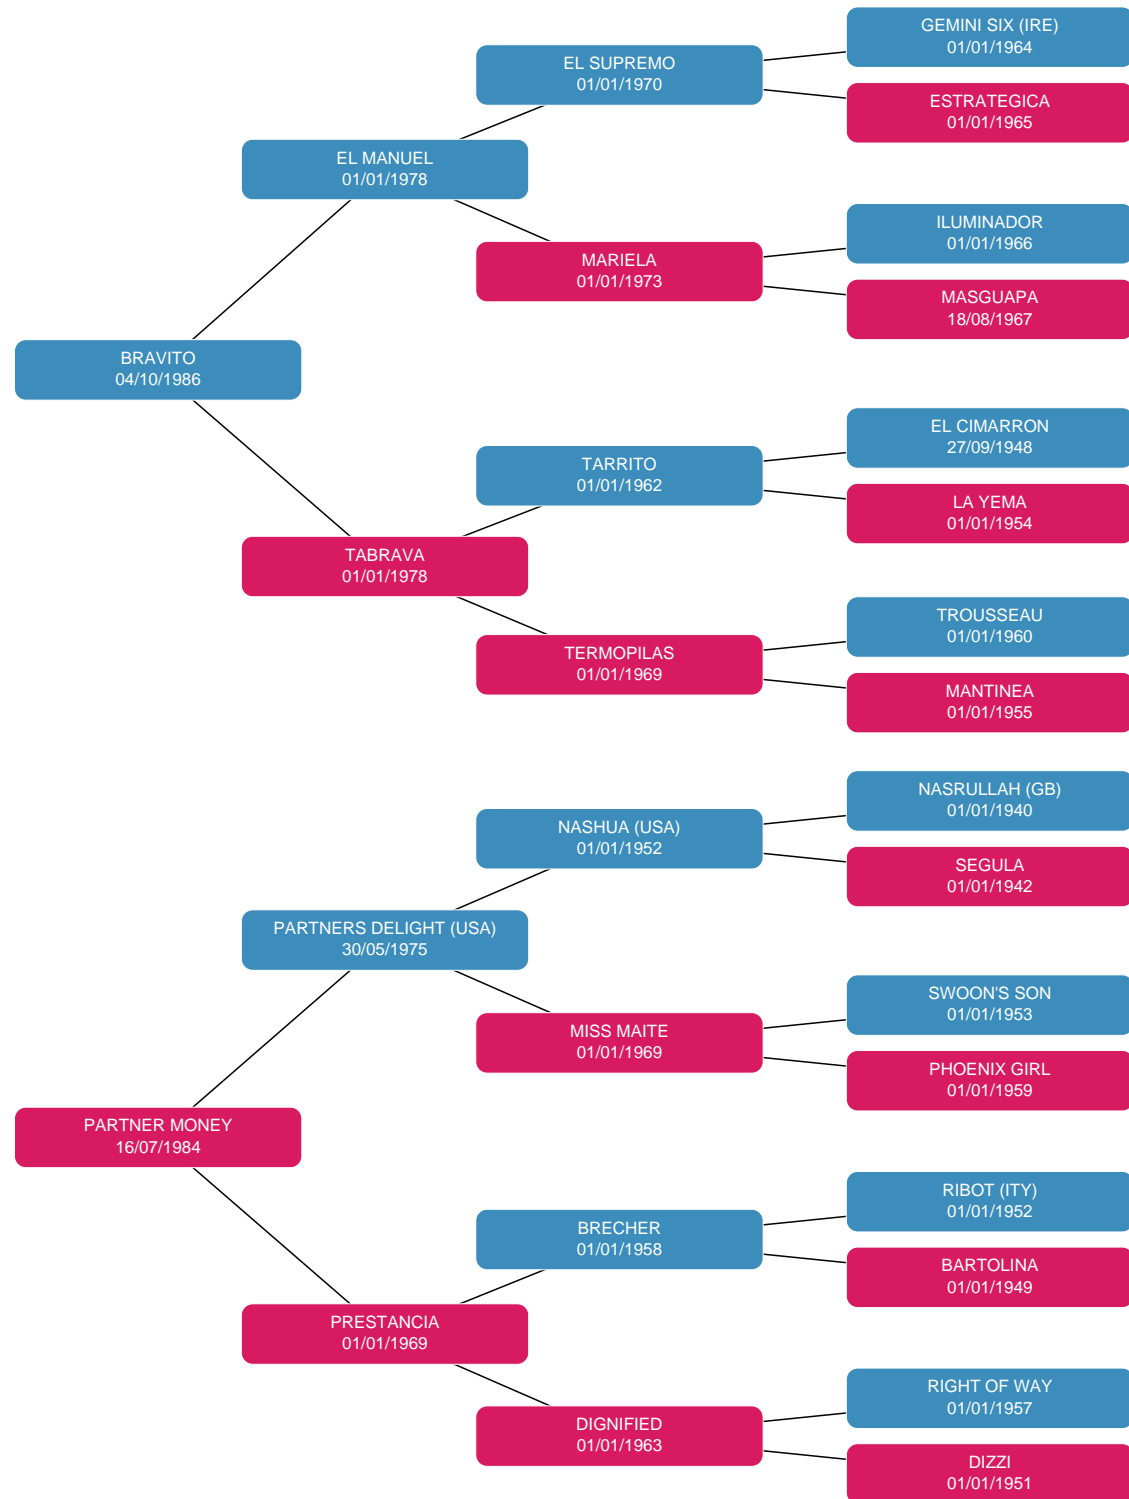 GEMINI SIX (IRE)
01/01/1964
EL SUPREMO
01/01/1970
ESTRATEGICA
01/01/1965
EL MANUEL
01/01/1978
ILUMINADOR
01/01/1966
MARIELA
01/01/1973
MASGUAPA
18/08/1967
BRAVITO
04/10/1986
EL CIMARRON
27/09/1948
TARRITO
01/01/1962
LA YEMA
01/01/1954
TABRAVA
01/01/1978
TROUSSEAU
01/01/1960
TERMOPILAS
01/01/1969
MANTINEA
01/01/1955
NASRULLAH (GB)
01/01/1940
NASHUA (USA)
01/01/1952
SEGULA
01/01/1942
PARTNERS DELIGHT (USA)
30/05/1975
SWOON'S SON
01/01/1953
MISS MAITE
01/01/1969
PHOENIX GIRL
01/01/1959
PARTNER MONEY
16/07/1984
RIBOT (ITY)
01/01/1952
BRECHER
01/01/1958
BARTOLINA
01/01/1949
PRESTANCIA
01/01/1969
RIGHT OF WAY
01/01/1957
DIGNIFIED
01/01/1963
DIZZI
01/01/1951